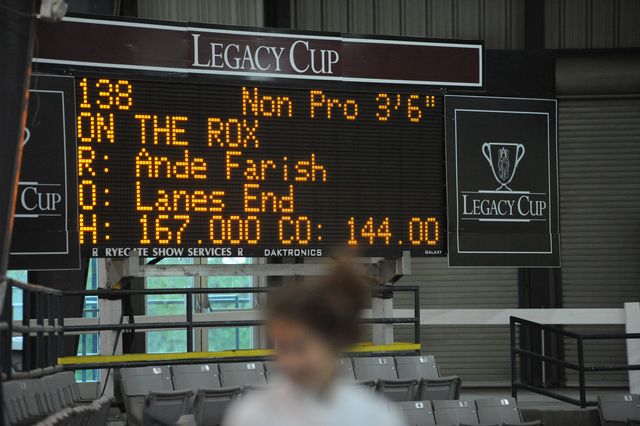 LEGACY CUP
138 Non Pro 3'6"
ON THE ROX
R: Ande Farish
O: Lanes End
H: 167.000 CO: 144.00
R RYEGATE SHOW SERVICES R DAKTRONICS GALAXY
CUP
LEGACY CUP